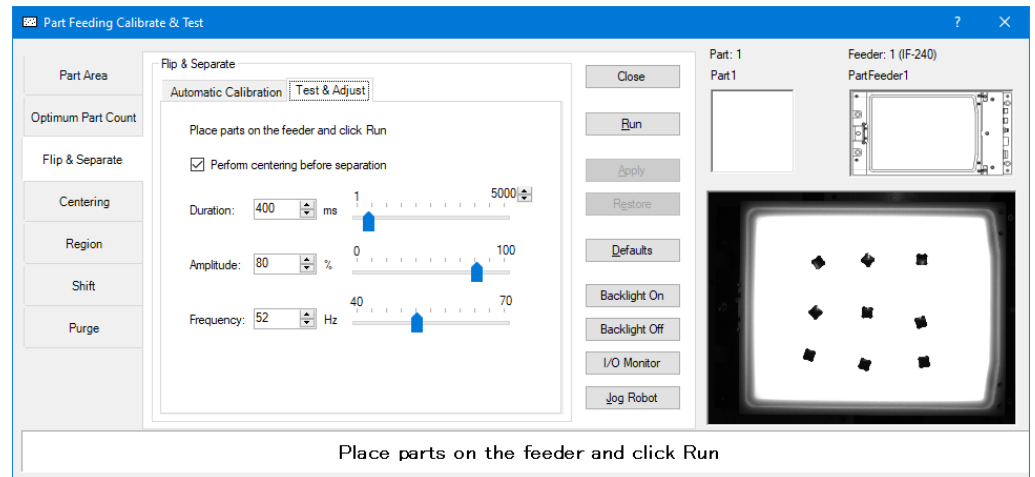 Part Feeding Calibrate & Test ?
Part Area
Optimum Part Count
Flip & Separate
Centering
Region
Shift
Purge
Flip & Separate
Automatic Calibration Test & Adjust
Place parts on the feeder and click Run
Perform centering before separation
Duration: 400 ms 1 5000
Amplitude: 80 % 0 100
Frequency: 52 Hz 40 70
Close
Run
Apply
Restore
Defaults
Backlight On
Backlight Off
I/O Monitor
Jog Robot
Part: 1
Part1
Feeder: 1 (IF-240)
PartFeeder1
Place parts on the feeder and click Run